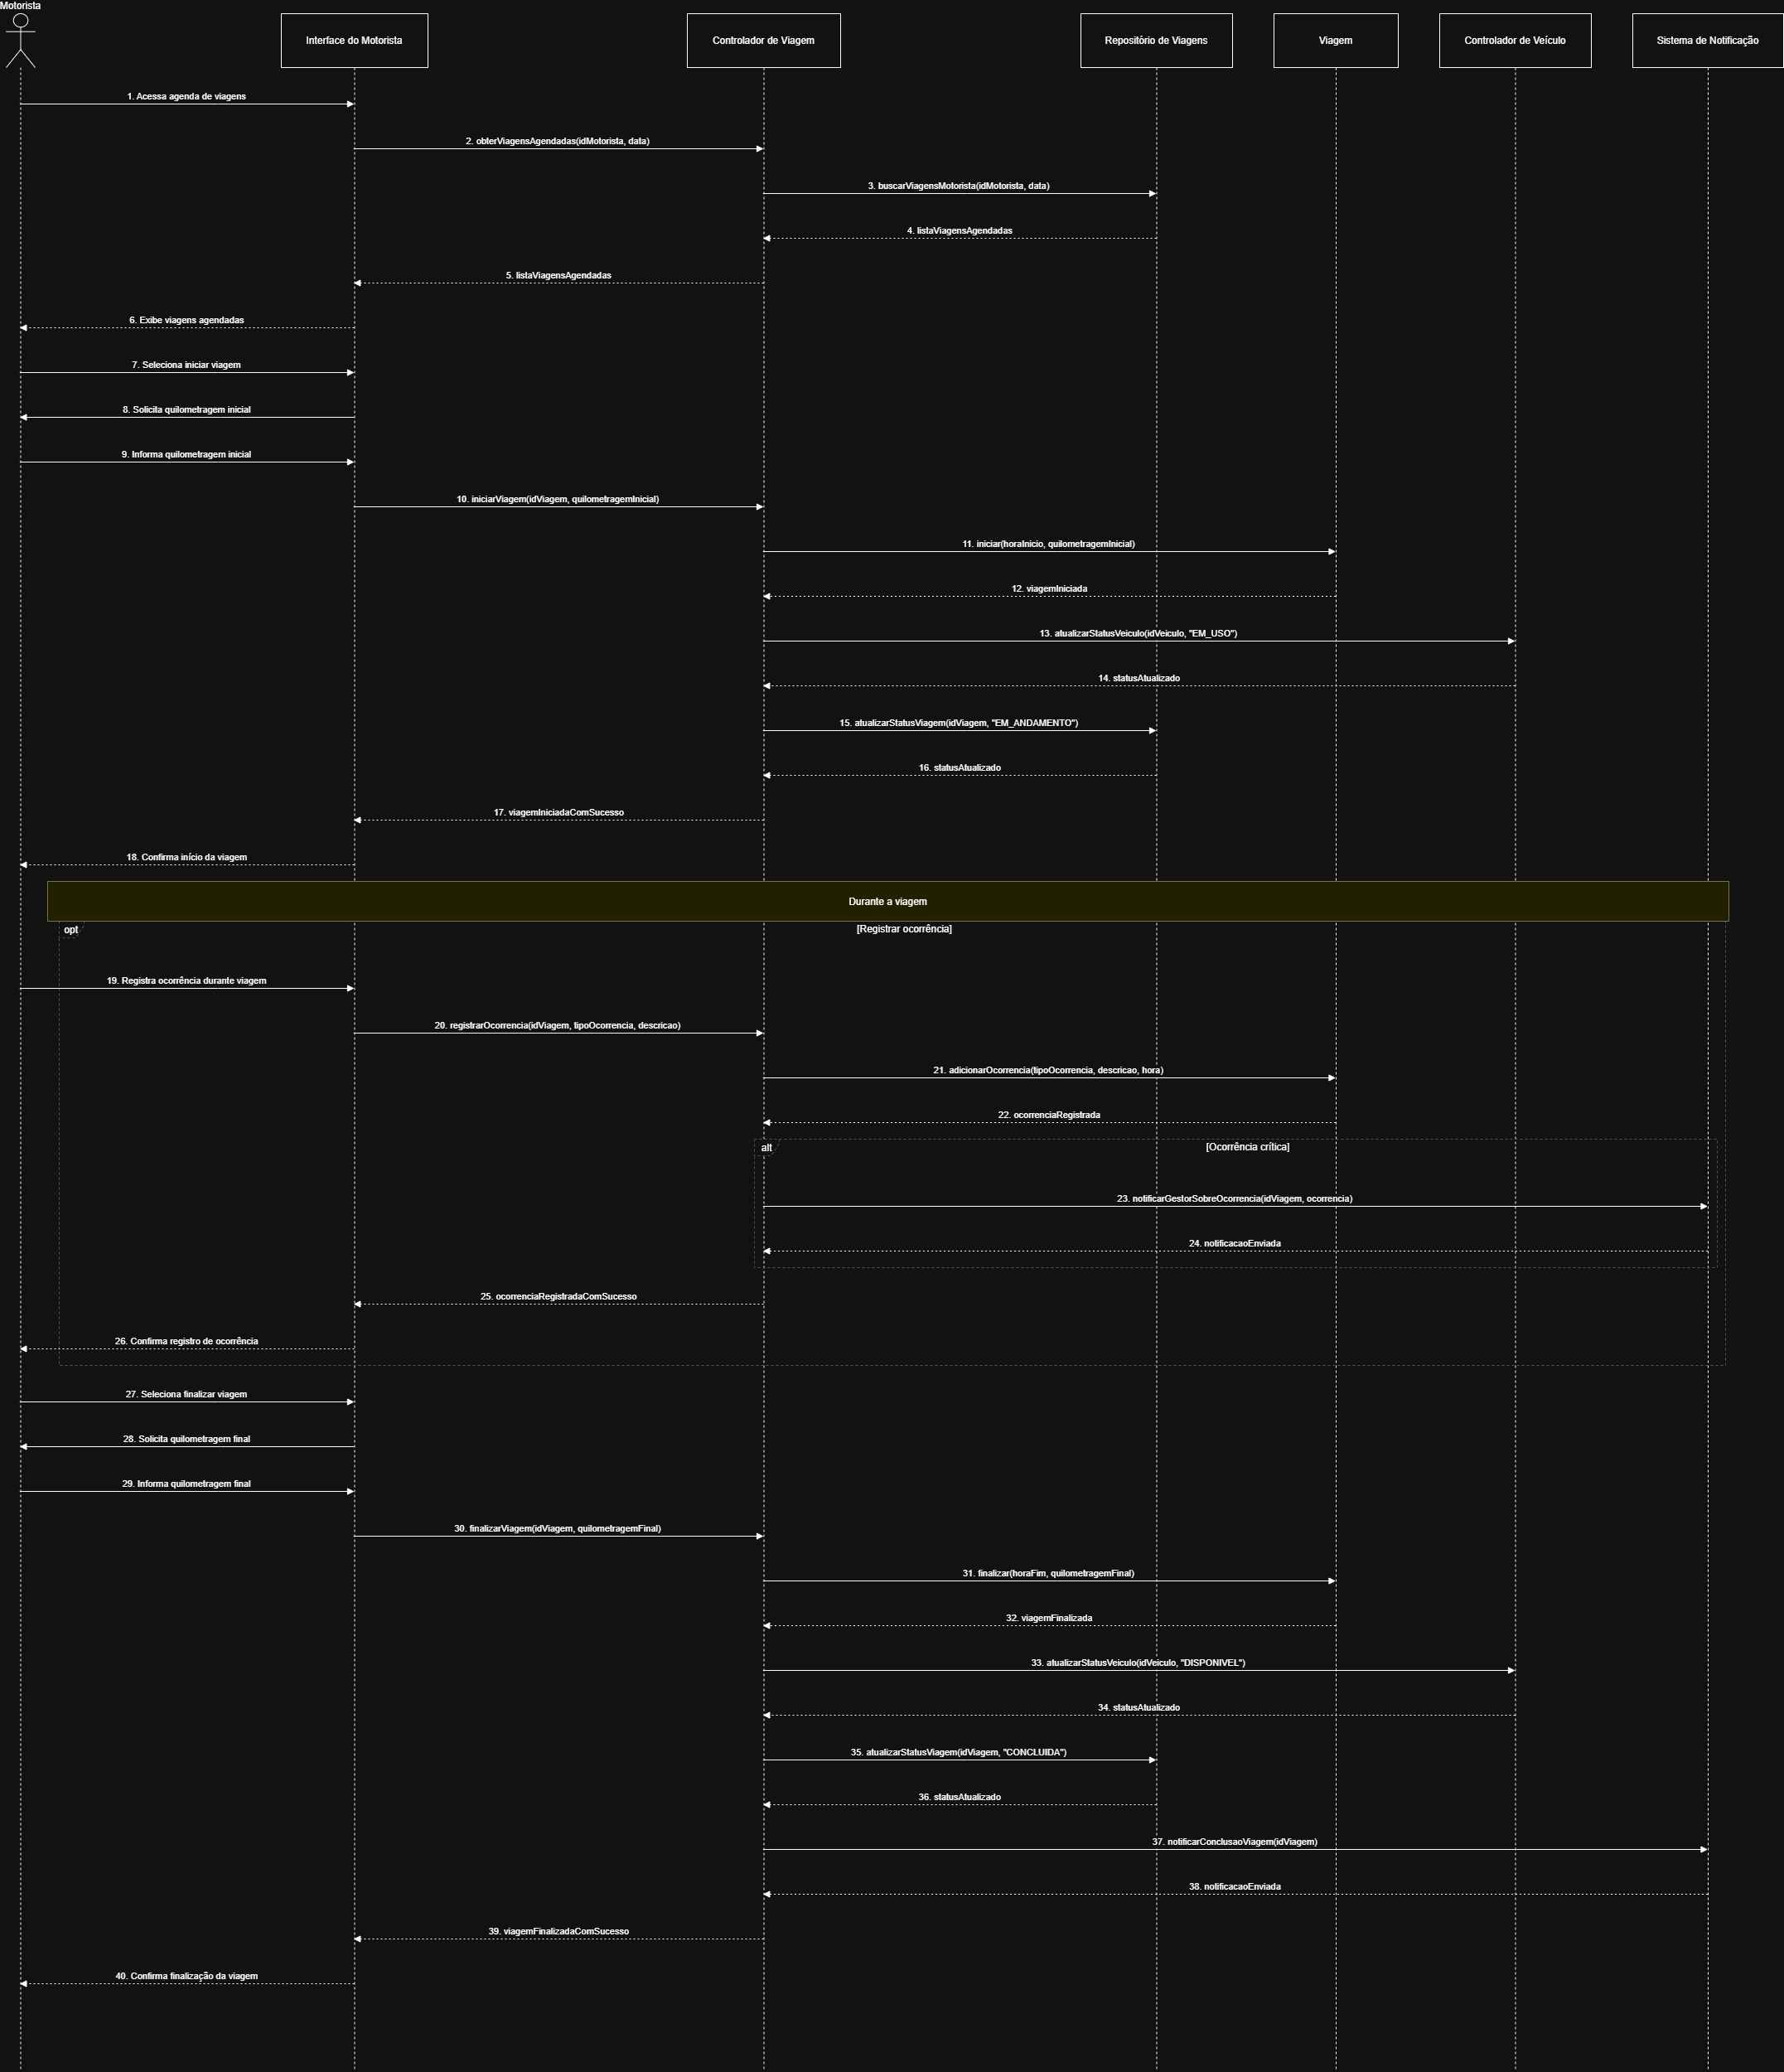 Motorista
Interface do Motorista
Controlador de Viagem
Repositório de Viagens
Viagem
Controlador de Veículo
Sistema de Notificação
1. Acessa agenda de viagens
2. obterViagensAgendadas(idMotorista, data)
3. buscarViagensMotorista(idMotorista, data)
4. listaViagensAgendadas
5. listaViagensAgendadas
6. Exibe viagens agendadas
7. Seleciona iniciar viagem
8. Solicita quilometragem inicial
9. Informa quilometragem inicial
10. iniciarViagem(idViagem, quilometragemInicial)
11. iniciar(horaInicio, quilometragemInicial)
12. viagemIniciada
13. atualizarStatusVeiculo(idVeiculo, "EM_USO")
14. statusAtualizado
15. atualizarStatusViagem(idViagem, "EM_ANDAMENTO")
16. statusAtualizado
17. viagemIniciadaComSucesso
18. Confirma início da viagem
Durante a viagem
opt
[Registrar ocorrência]
19. Registra ocorrência durante viagem
20. registrarOcorrencia(idViagem, tipoOcorrencia, descricao)
21. adicionarOcorrencia(tipoOcorrencia, descricao, hora)
22. ocorrenciaRegistrada
alt
[Ocorrência crítica]
23. notificarGestorSobreOcorrencia(idViagem, ocorrencia)
24. notificacaoEnviada
25. ocorrenciaRegistradaComSucesso
26. Confirma registro de ocorrência
27. Seleciona finalizar viagem
28. Solicita quilometragem final
29. Informa quilometragem final
30. finalizarViagem(idViagem, quilometragemFinal)
31. finalizar(horaFim, quilometragemFinal)
32. viagemFinalizada
33. atualizarStatusVeiculo(idVeiculo, "DISPONIVEL")
34. statusAtualizado
35. atualizarStatusViagem(idViagem, "CONCLUIDA")
36. statusAtualizado
37. notificarConclusaoViagem(idViagem)
38. notificacaoEnviada
39. viagemFinalizadaComSucesso
40. Confirma finalização da viagem